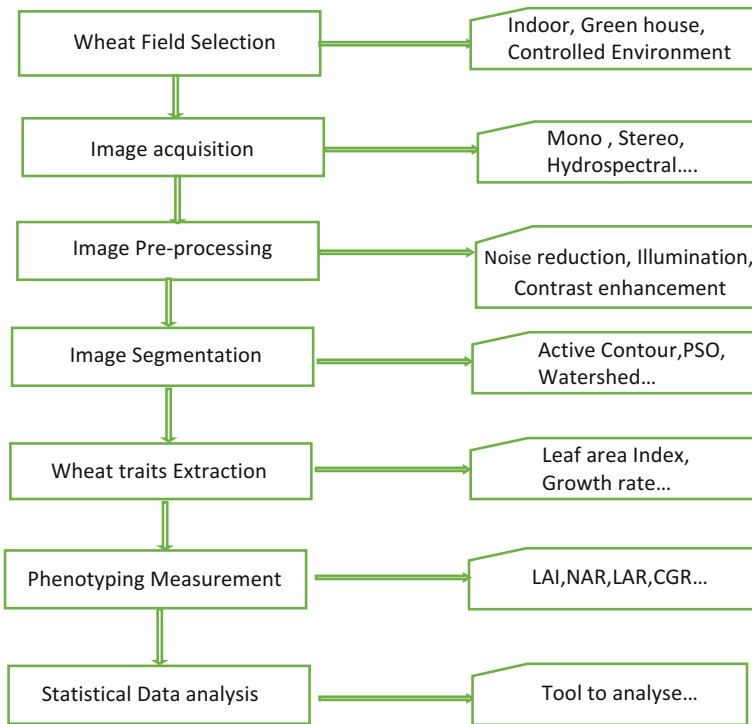 Wheat Field Selection
Indoor, Green house,
Controlled Environment
Image acquisition
Mono , Stereo,
Hydrospectral....
Image Pre-processing
Noise reduction, Illumination,
Contrast enhancement
Image Segmentation
Active Contour,PSO,
Watershed...
Wheat traits Extraction
Leaf area Index,
Growth rate...
Phenotyping Measurement
LAI,NAR,LAR,CGR...
Statistical Data analysis
Tool to analyse...